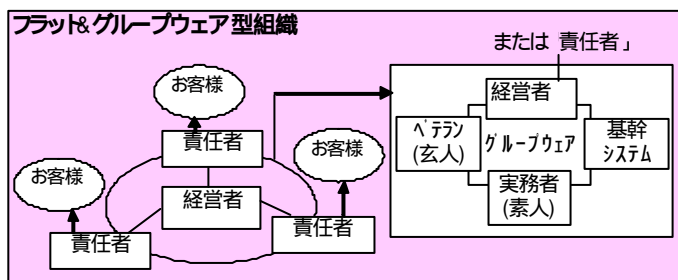 フラット&グループウェア型組織
または 責任者」
お客様
経営者
責任者
お客様
ベテラン
(玄人)
グループウェア
基幹
システム
お客様
経営者
実務者
(素人)
責任者
責任者